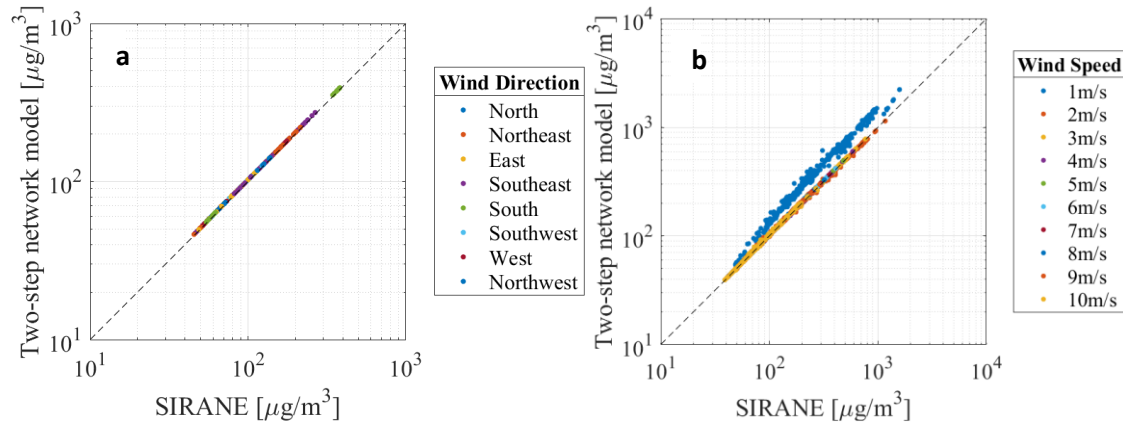 a
Two-step network model [μg/m³]
10³
10²
10¹
10¹ 10² 10³
SIRANE [μg/m³]
Wind Direction
North
Northeast
East
Southeast
South
Southwest
West
Northwest
b
Two-step network model [μg/m³]
10⁴
10³
10²
10¹
10¹ 10² 10³ 10⁴
SIRANE [μg/m³]
Wind Speed
1m/s
2m/s
3m/s
4m/s
5m/s
6m/s
7m/s
8m/s
9m/s
10m/s